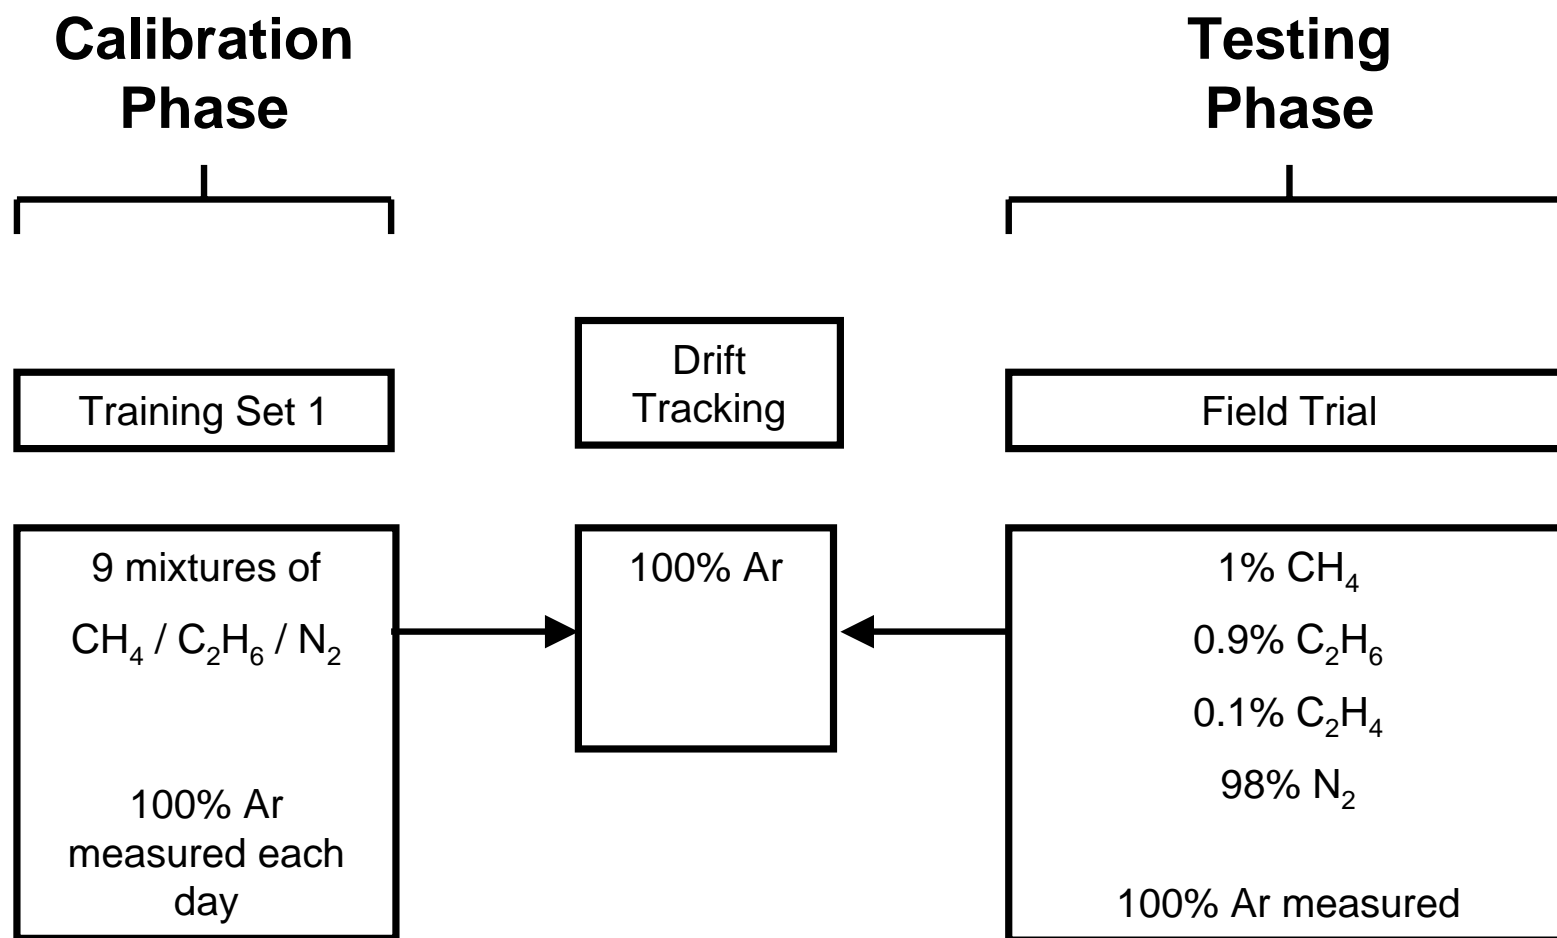 Calibration
Phase
Testing
Phase
Training Set 1
Drift
Tracking
Field Trial
9 mixtures of
CH₄ / C₂H₆ / N₂
100% Ar
measured each
day
100% Ar
1% CH₄
0.9% C₂H₆
0.1% C₂H₄
98% N₂
100% Ar measured